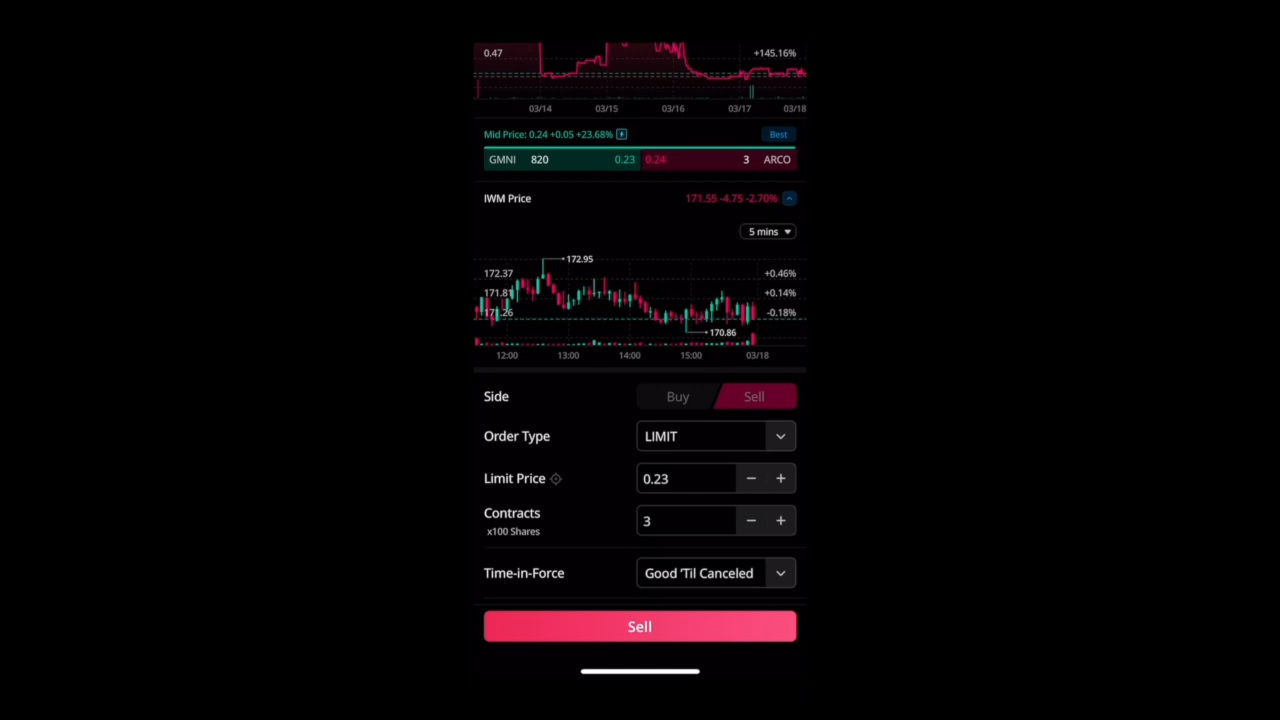 0.47 +145.16%
03/14 03/15 03/16 03/17 03/18
Mid Price: 0.24 +0.05 +23.68% Best
GMNI 820 0.23 0.24 3 ARCO
IWM Price 171.55 -4.75 -2.70%
5 mins
172.95
172.37 +0.46%
171.81 +0.14%
171.26 -0.18%
170.86
12:00 13:00 14:00 15:00 03/18
Side Buy Sell
Order Type LIMIT
Limit Price 0.23 − +
Contracts
x100 Shares
3 − +
Time-in-Force Good 'Til Canceled
Sell